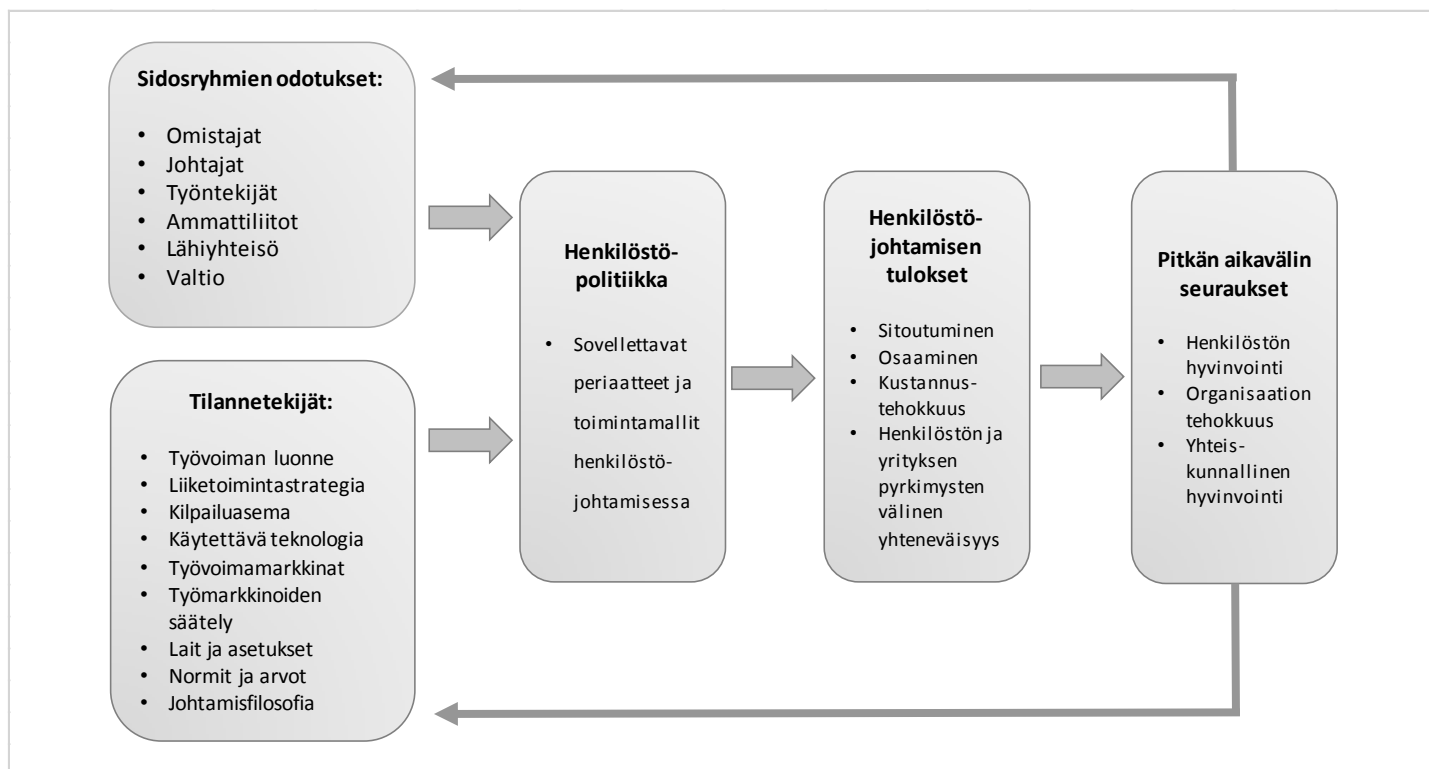 Sidosryhmien odotukset:
• Omistajat
• Johtajat
• Työntekijät
• Ammattiliitot
• Lähiyhteisö
• Valtio
Tilannetekijät:
• Työvoiman luonne
• Liiketoimintastrategia
• Kilpailuasema
• Käytettävä teknologia
• Työvoimamarkkinat
• Työmarkkinoiden
säätely
• Lait ja asetukset
• Normit ja arvot
• Johtamisfilosofia
Henkilöstö-
politiikka
• Sovellettavat
periaatteet ja
toimintamallit
henkilöstö-
johtamisessa
Henkilöstö-
johtamisen
tulokset
• Sitoutuminen
• Osaaminen
• Kustannus-
tehokkuus
• Henkilöstön ja
yrityksen
pyrkimysten
välinen
yhteneväisyys
Pitkän aikavälin
seuraukset
• Henkilöstön
hyvinvointi
• Organisaation
tehokkuus
• Yhteis-
kunnallinen
hyvinvointi